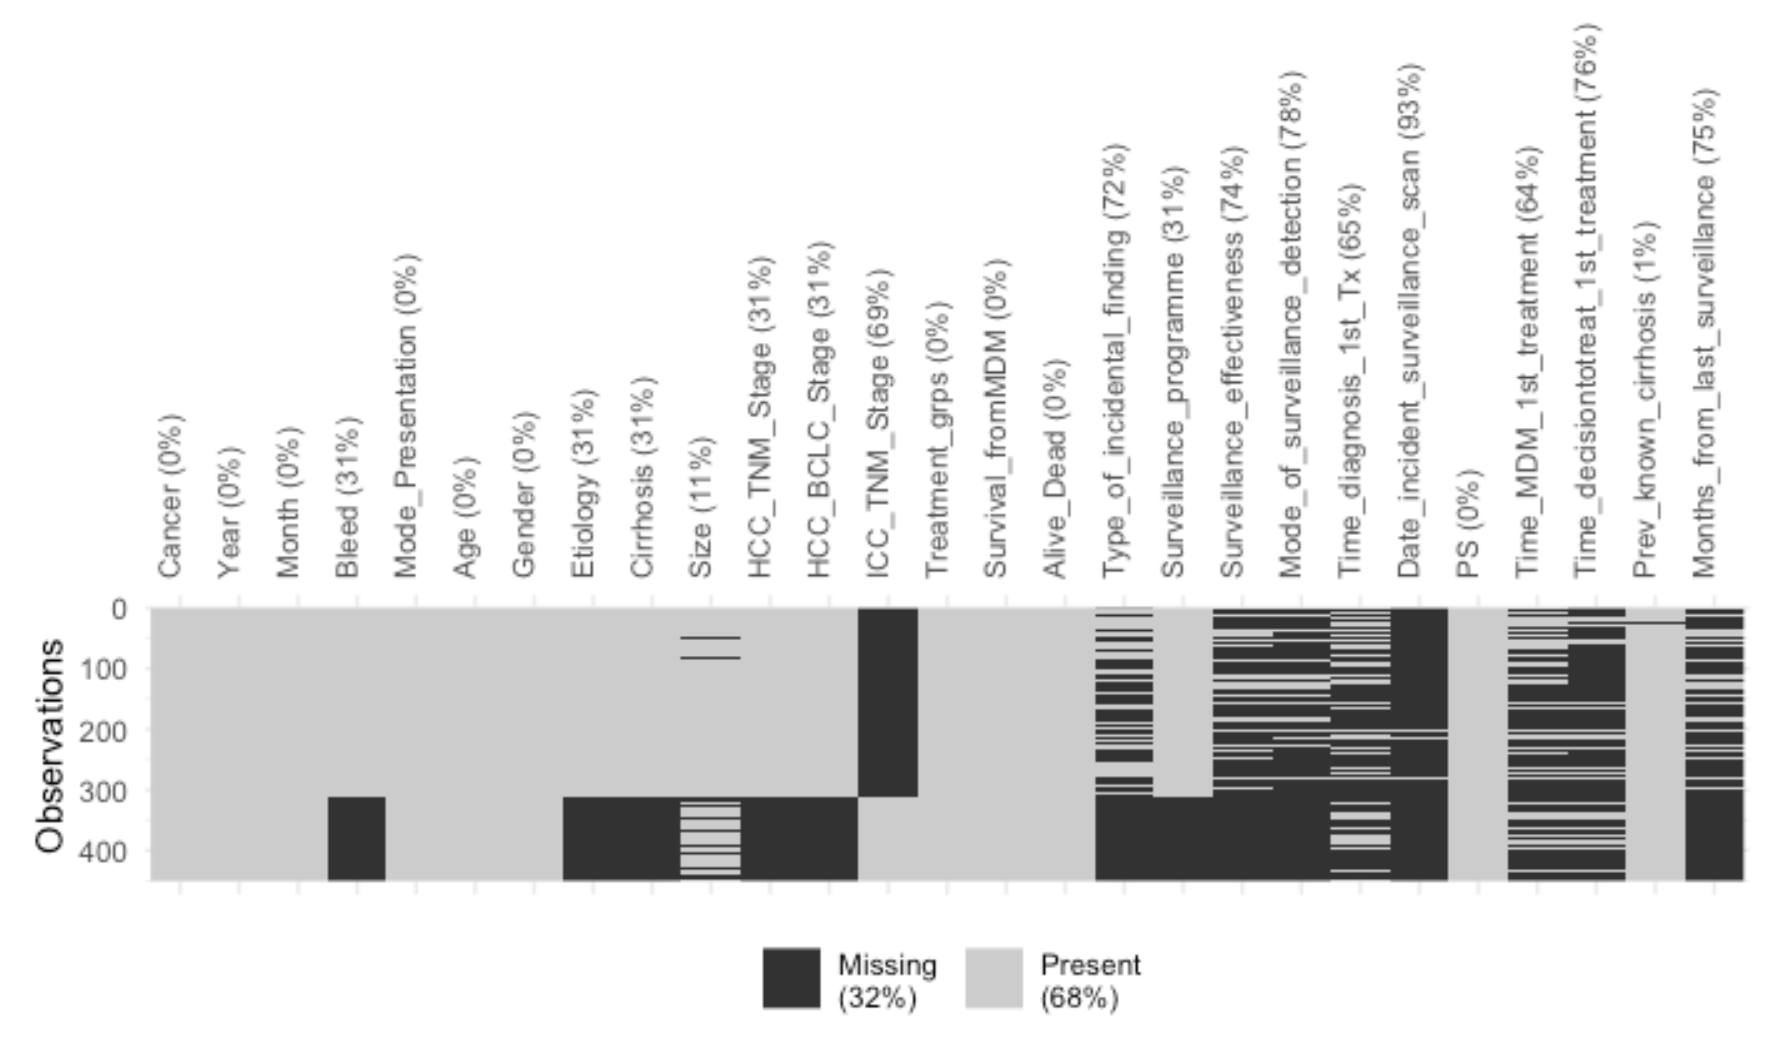 Cancer (0%)
Year (0%)
Month (0%)
Bleed (31%)
Mode_Presentation (0%)
Age (0%)
Gender (0%)
Etiology (31%)
Cirrhosis (31%)
Size (11%)
HCC_TNM_Stage (31%)
HCC_BCLC_Stage (31%)
ICC_TNM_Stage (69%)
Treatment_grps (0%)
Survival_fromMDM (0%)
Alive_Dead (0%)
Type_of_incidental_finding (72%)
Surveillance_programme (31%)
Surveillance_effectiveness (74%)
Mode_of_surveillance_detection (78%)
Time_diagnosis_1st_Tx (65%)
Date_incident_surveillance_scan (93%)
PS (0%)
Time_MDM_1st_treatment (64%)
Time_decisiontotreat_1st_treatment (76%)
Prev_known_cirrhosis (1%)
Months_from_last_surveillance (75%)
Observations
0
100
200
300
400
Missing
(32%)
Present
(68%)